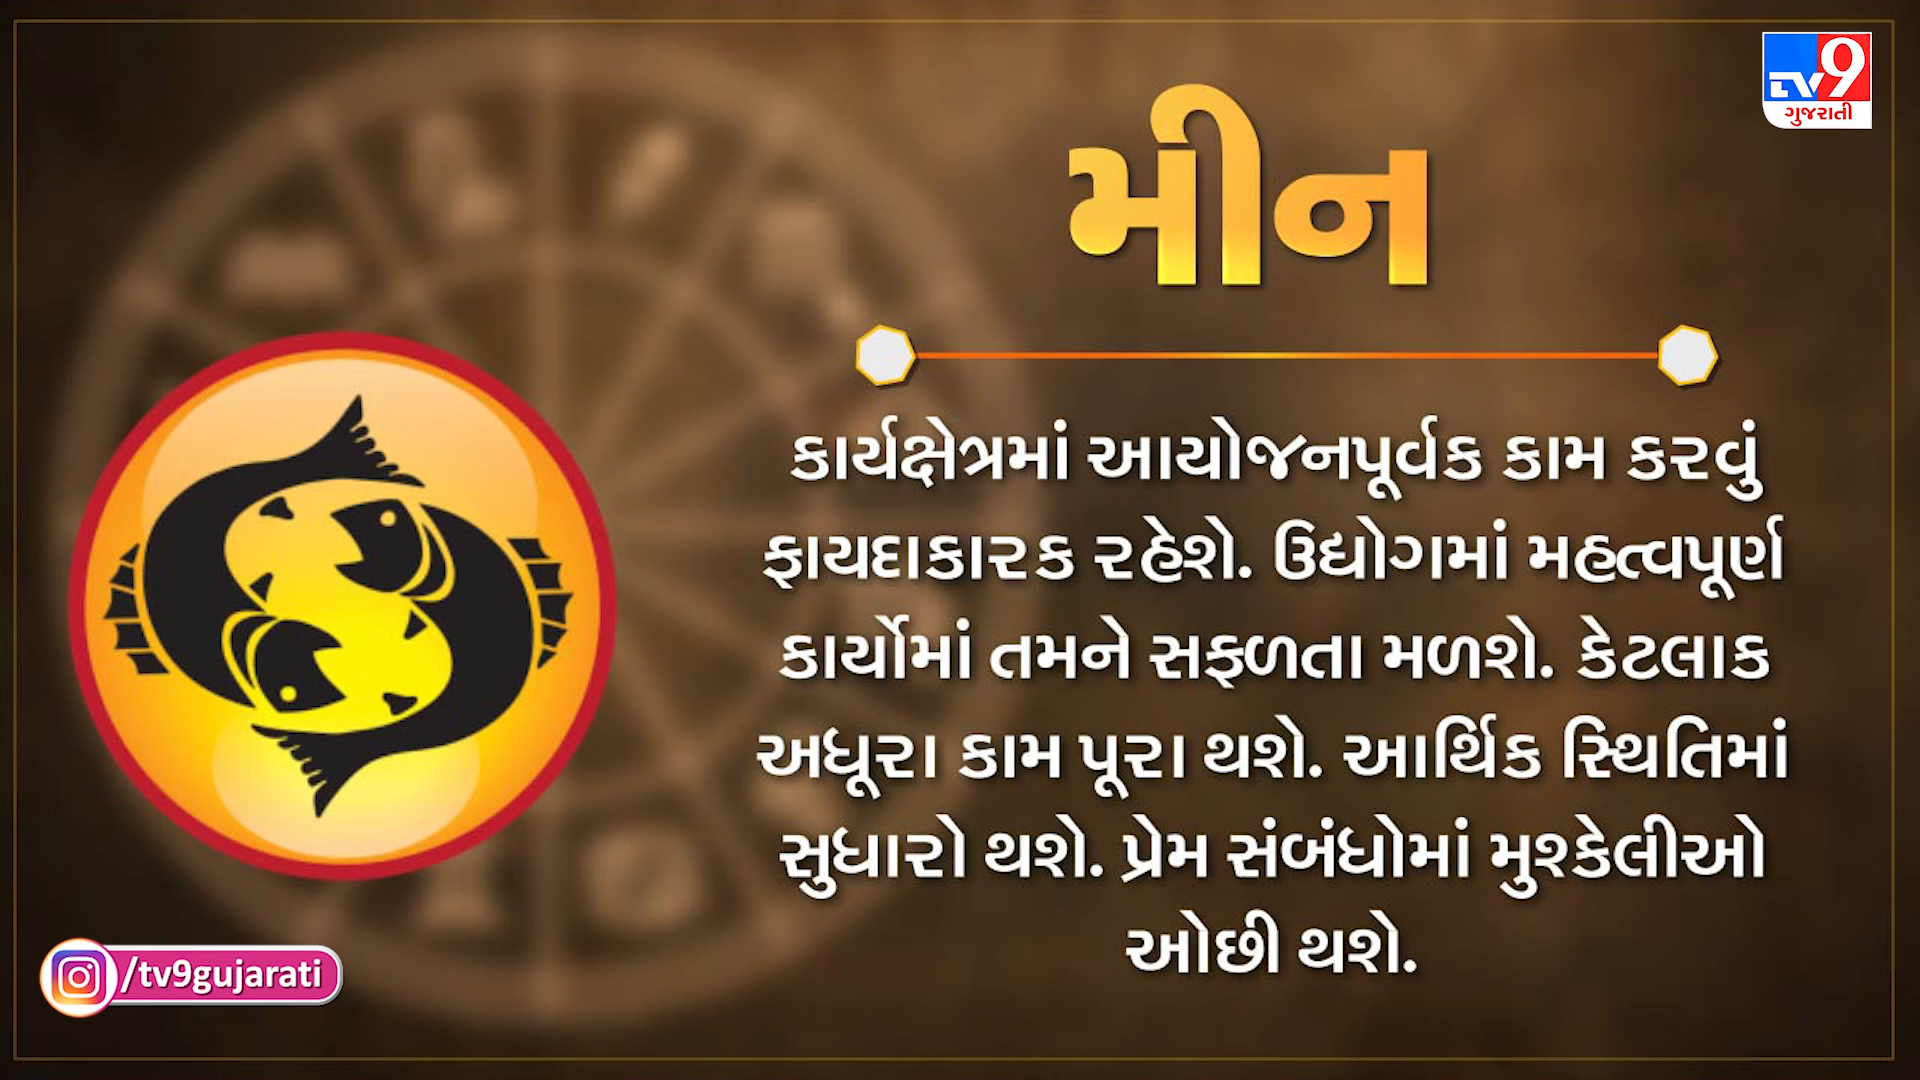 tv9
ગુજરાતી
મીન
કાર્યક્ષેત્રમાં આયોજનપૂર્વક કામ કરવું
ફાયદાકારક રહેશે. ઉદ્યોગમાં મહત્વપૂર્ણ
કાર્યોમાં તમને સફળતા મળશે. કેટલાક
અધૂરા કામ પૂરા થશે. આર્થિક સ્થિતિમાં
સુધારો થશે. પ્રેમ સંબંધોમાં મુશ્કેલીઓ
ઓછી થશે.
/tv9gujarati